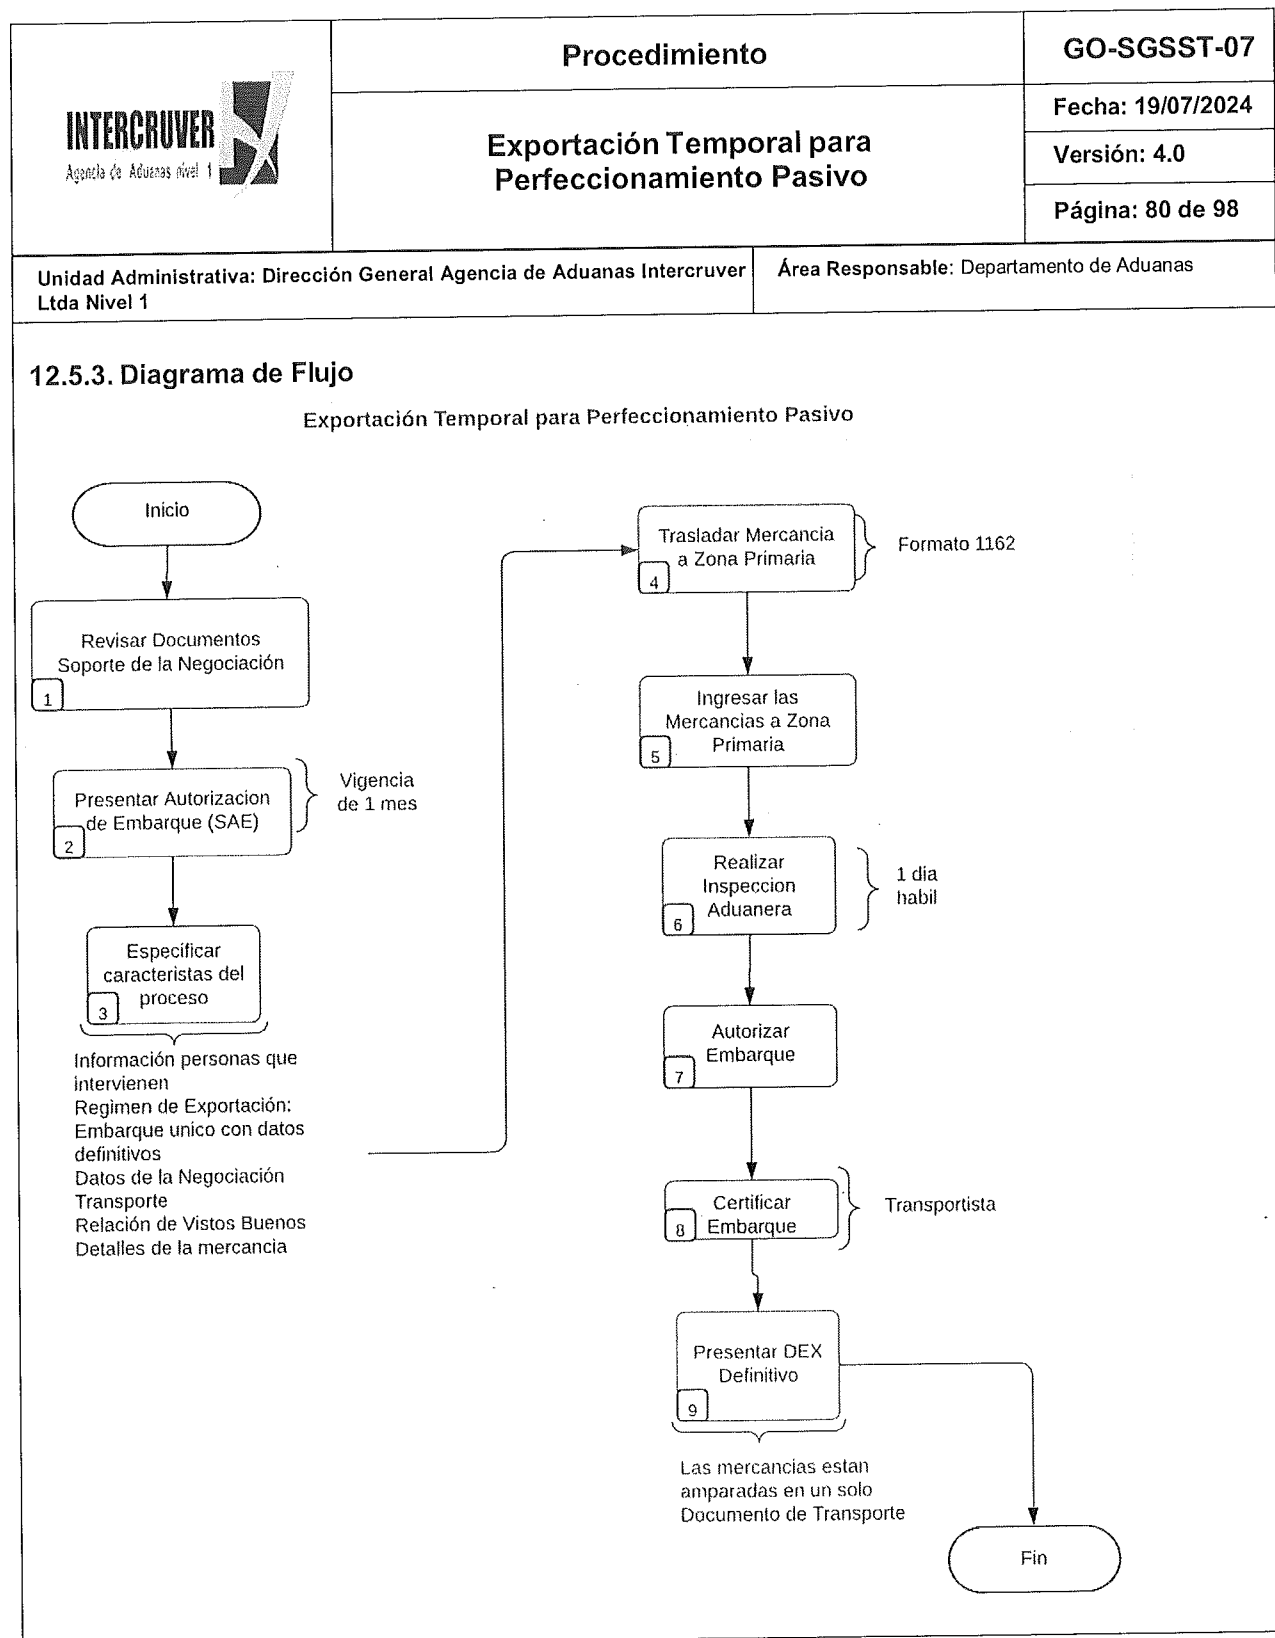 INTERCRUVER
Agencia de Aduanas nivel 1
Procedimiento
Exportación Temporal para
Perfeccionamiento Pasivo
GO-SGSST-07
Fecha: 19/07/2024
Versión: 4.0
Página: 80 de 98
Unidad Administrativa: Dirección General Agencia de Aduanas Intercruver
Ltda Nivel 1
Área Responsable: Departamento de Aduanas
12.5.3. Diagrama de Flujo
Exportación Temporal para Perfeccionamiento Pasivo
Inicio
Revisar Documentos
Soporte de la Negociación
1
Presentar Autorizacion
de Embarque (SAE)
2
Vigencia
de 1 mes
Especificar
caracteristas del
proceso
3
Información personas que
intervienen
Regimen de Exportación:
Embarque unico con datos
definitivos
Datos de la Negociación
Transporte
Relación de Vistos Buenos
Detalles de la mercancia
Trasladar Mercancia
a Zona Primaria
4
Formato 1162
Ingresar las
Mercancias a Zona
Primaria
5
Realizar
Inspeccion
Aduanera
6
1 dia
habil
Autorizar
Embarque
7
Certificar
Embarque
8
Transportista
Presentar DEX
Definitivo
9
Las mercancias estan
amparadas en un solo
Documento de Transporte
Fin